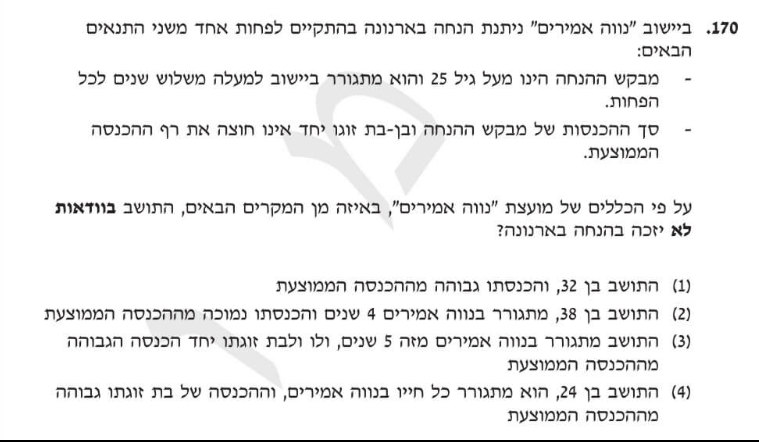 170. ביישוב "נווה אמירים" ניתנת הנחה בארנונה בהתקיים לפחות אחד משני התנאים
הבאים:
- מבקש ההנחה הינו מעל גיל 25 והוא מתגורר ביישוב למעלה משלוש שנים לכל
הפחות.
- סך ההכנסות של מבקש ההנחה ובן-בת זוגו יחד אינו חוצה את רף ההכנסה
הממוצעת.
על פי הכללים של מועצת "נווה אמירים", באיזה מן המקרים הבאים, התושב בוודאות
לא יזכה בהנחה בארנונה?
(1) התושב בן 32, והכנסתו גבוהה מההכנסה הממוצעת
(2) התושב בן 38, מתגורר בנווה אמירים 4 שנים והכנסתו נמוכה מההכנסה הממוצעת
(3) התושב מתגורר בנווה אמירים מזה 5 שנים, ולו ולבת זוגתו יחד הכנסה הגבוהה
מההכנסה הממוצעת
(4) התושב בן 24, הוא מתגורר כל חייו בנווה אמירים, וההכנסה של בת זוגתו גבוהה
מההכנסה הממוצעת